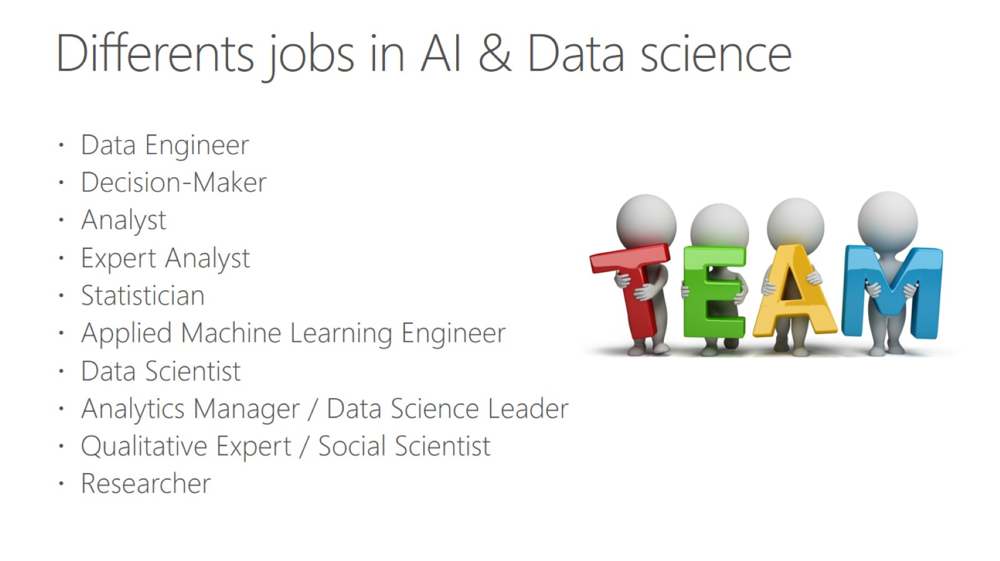 Differents jobs in AI & Data science
• Data Engineer
• Decision-Maker
• Analyst
• Expert Analyst
• Statistician
• Applied Machine Learning Engineer
• Data Scientist
• Analytics Manager / Data Science Leader
• Qualitative Expert / Social Scientist
• Researcher
TEAM